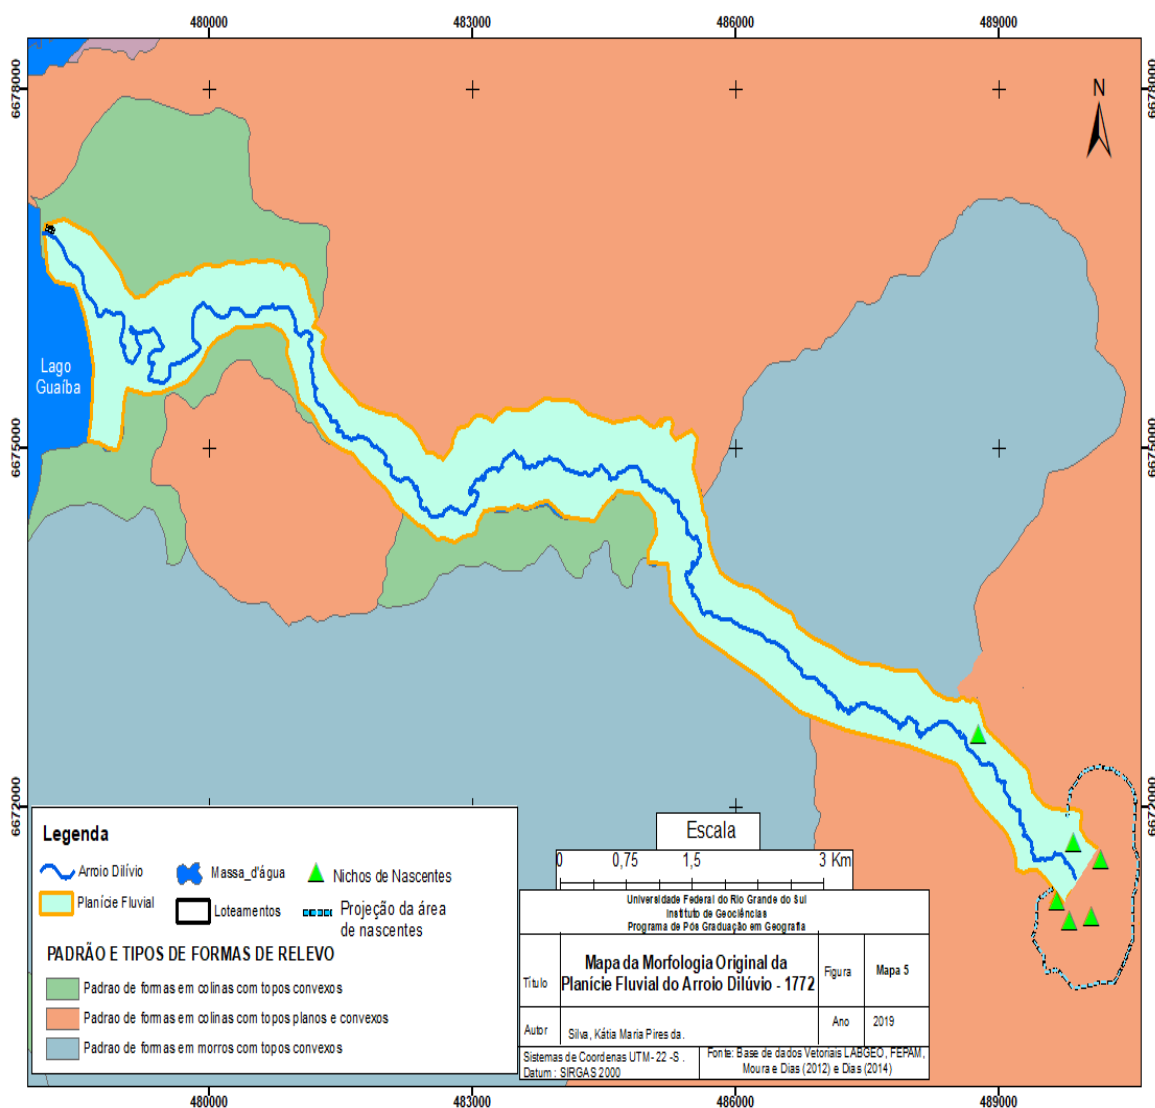 480000 483000 486000 489000
6678000
6678000
N
Lago
Guaíba
6675000
6675000
6672000
6672000
Legenda
Arroio Dilívio
Massa_d'água
Nichos de Nascentes
Planície Fluvial
Loteamentos
Projeção da área
de nascentes
PADRÃO E TIPOS DE FORMAS DE RELEVO
Padrao de formas em colinas com topos convexos
Padrao de formas em colinas com topos planos e convexos
Padrao de formas em morros com topos convexos
Escala
0 0,75 1,5 3 Km
Universidade Federal do Rio Grande do Sul
Instituto de Geociências
Programa de Pós Graduação em Geografia
Título
Mapa da Morfologia Original da
Planície Fluvial do Arroio Dilúvio - 1772
Figura
Mapa 5
Autor
Silva, Kátia Maria Pires da.
Ano
2019
Sistemas de Coordenas UTM- 22 -S .
Datum : SIRGAS 2000
Fonte: Base de dados Vetoriais LABGEO, FEPAM,
Moura e Dias (2012) e Dias (2014)
480000 483000 486000 489000